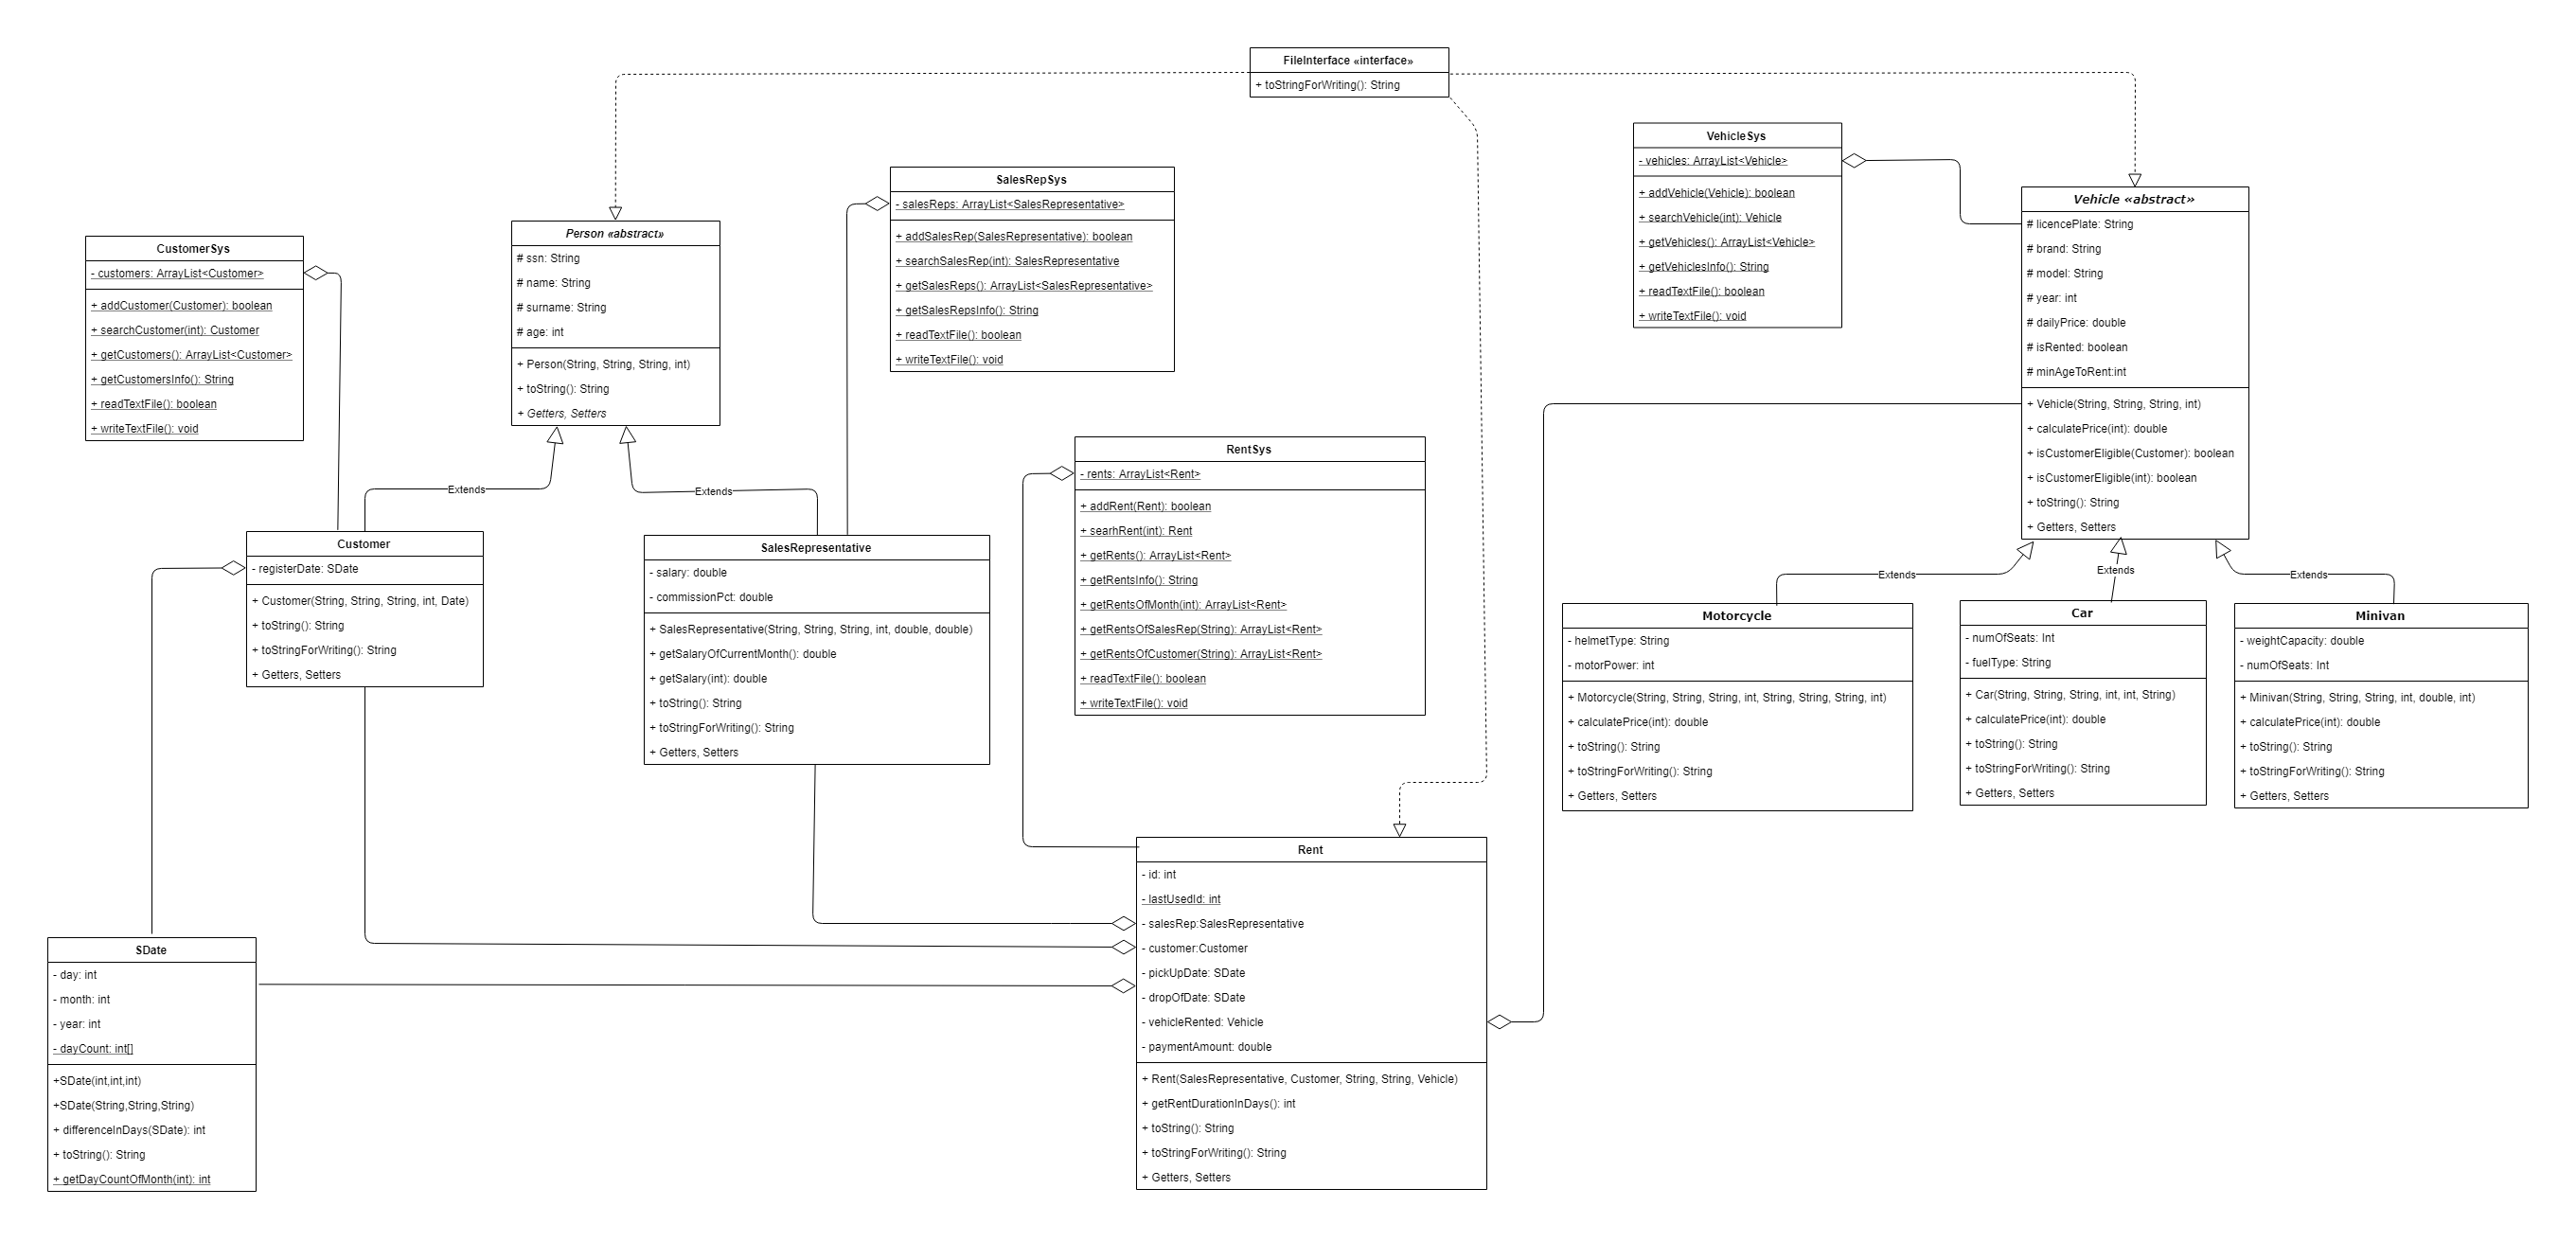 FileInterface «interface»
+ toStringForWriting(): String
VehicleSys
- vehicles: ArrayList<Vehicle>
+ addVehicle(Vehicle): boolean
+ searchVehicle(int): Vehicle
+ getVehicles(): ArrayList<Vehicle>
+ getVehiclesInfo(): String
+ readTextFile(): boolean
+ writeTextFile(): void
SalesRepSys
- salesReps: ArrayList<SalesRepresentative>
+ addSalesRep(SalesRepresentative): boolean
+ searchSalesRep(int): SalesRepresentative
+ getSalesReps(): ArrayList<SalesRepresentative>
+ getSalesRepsInfo(): String
+ readTextFile(): boolean
+ writeTextFile(): void
Vehicle «abstract»
# licencePlate: String
# brand: String
# model: String
# year: int
# dailyPrice: double
# isRented: boolean
# minAgeToRent:int
+ Vehicle(String, String, String, int)
+ calculatePrice(int): double
+ isCustomerEligible(Customer): boolean
+ isCustomerEligible(int): boolean
+ toString(): String
+ Getters, Setters
Person «abstract»
# ssn: String
# name: String
# surname: String
# age: int
+ Person(String, String, String, int)
+ toString(): String
+ Getters, Setters
CustomerSys
- customers: ArrayList<Customer>
+ addCustomer(Customer): boolean
+ searchCustomer(int): Customer
+ getCustomers(): ArrayList<Customer>
+ getCustomersInfo(): String
+ readTextFile(): boolean
+ writeTextFile(): void
RentSys
- rents: ArrayList<Rent>
+ addRent(Rent): boolean
+ searhRent(int): Rent
+ getRents(): ArrayList<Rent>
+ getRentsInfo(): String
+ getRentsOfMonth(int): ArrayList<Rent>
+ getRentsOfSalesRep(String): ArrayList<Rent>
+ getRentsOfCustomer(String): ArrayList<Rent>
+ readTextFile(): boolean
+ writeTextFile(): void
Extends
Extends
Extends
Extends
Extends
Customer
- registerDate: SDate
+ Customer(String, String, String, int, Date)
+ toString(): String
+ toStringForWriting(): String
+ Getters, Setters
SalesRepresentative
- salary: double
- commissionPct: double
+ SalesRepresentative(String, String, String, int, double, double)
+ getSalaryOfCurrentMonth(): double
+ getSalary(int): double
+ toString(): String
+ toStringForWriting(): String
+ Getters, Setters
Motorcycle
- helmetType: String
- motorPower: int
+ Motorcycle(String, String, String, int, String, String, String, int)
+ calculatePrice(int): double
+ toString(): String
+ toStringForWriting(): String
+ Getters, Setters
Car
- numOfSeats: Int
- fuelType: String
+ Car(String, String, String, int, int, String)
+ calculatePrice(int): double
+ toString(): String
+ toStringForWriting(): String
+ Getters, Setters
Minivan
- weightCapacity: double
- numOfSeats: Int
+ Minivan(String, String, String, int, double, int)
+ calculatePrice(int): double
+ toString(): String
+ toStringForWriting(): String
+ Getters, Setters
Rent
- id: int
- lastUsedId: int
- salesRep:SalesRepresentative
- customer:Customer
- pickUpDate: SDate
- dropOfDate: SDate
- vehicleRented: Vehicle
- paymentAmount: double
+ Rent(SalesRepresentative, Customer, String, String, Vehicle)
+ getRentDurationInDays(): int
+ toString(): String
+ toStringForWriting(): String
+ Getters, Setters
SDate
- day: int
- month: int
- year: int
- dayCount: int[]
+SDate(int,int,int)
+SDate(String,String,String)
+ differenceInDays(SDate): int
+ toString(): String
+ getDayCountOfMonth(int): int